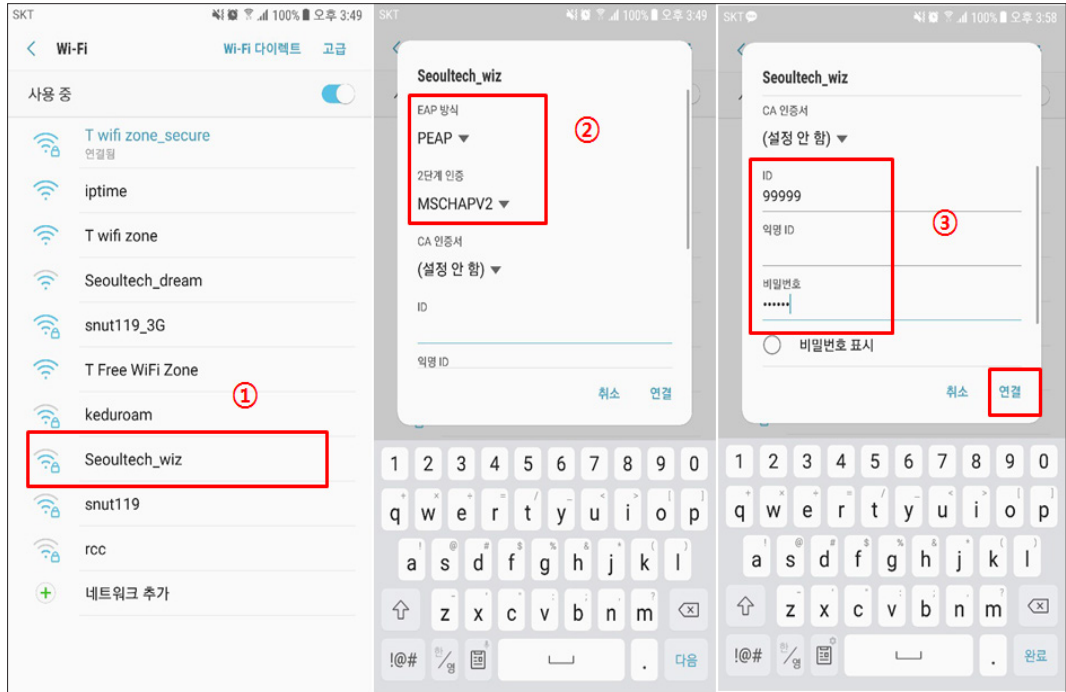 SKT 100% 오후 3:49
Wi-Fi Wi-Fi 다이렉트 고급
사용 중
T wifi zone_secure
연결됨
iptime
T wifi zone
Seoultech_dream
snut119_3G
T Free WiFi Zone
①
keduroam
Seoultech_wiz
snut119
rcc
네트워크 추가
SKT 100% 오후 3:49
Seoultech_wiz
EAP 방식
PEAP
②
2단계 인증
MSCHAPV2
CA 인증서
(설정 안 함)
ID
익명 ID
취소 연결
1 2 3 4 5 6 7 8 9 0
q w e r t y u i o p
a s d f g h j k l
z x c v b n m
!@# 한/영 . 다음
SKT 100% 오후 3:58
Seoultech_wiz
CA 인증서
(설정 안 함)
ID
99999
③
익명 ID
비밀번호
••••••
비밀번호 표시
취소 연결
1 2 3 4 5 6 7 8 9 0
q w e r t y u i o p
a s d f g h j k l
z x c v b n m
!@# 한/영 . 완료